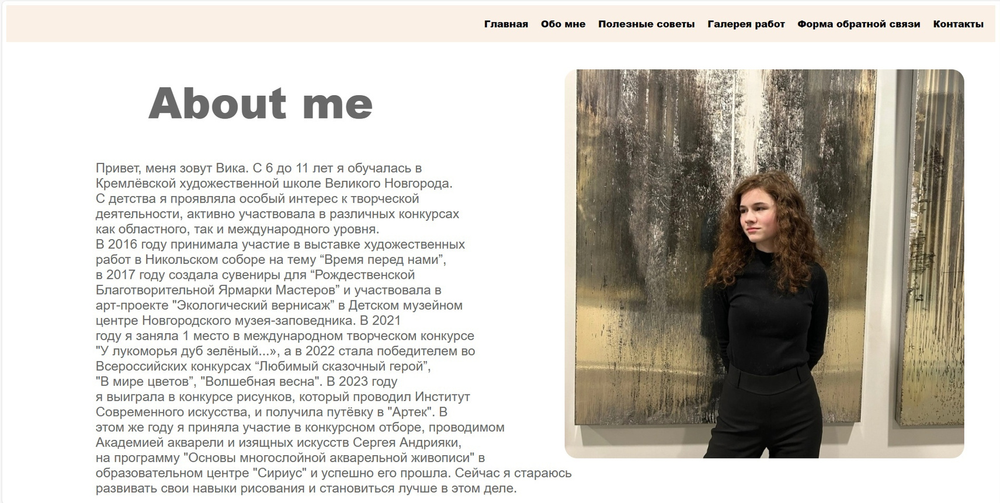 Главная Обо мне Полезные советы Галерея работ Форма обратной связи Контакты
About me
Привет, меня зовут Вика. С 6 до 11 лет я обучалась в
Кремлёвской художественной школе Великого Новгорода.
С детства я проявляла особый интерес к творческой
деятельности, активно участвовала в различных конкурсах
как областного, так и международного уровня.
В 2016 году принимала участие в выставке художественных
работ в Никольском соборе на тему “Время перед нами”,
в 2017 году создала сувениры для “Рождественской
Благотворительной Ярмарки Мастеров” и участвовала в
арт-проекте "Экологический вернисаж” в Детском музейном
центре Новгородского музея-заповедника. В 2021
году я заняла 1 место в международном творческом конкурсе
"У лукоморья дуб зелёный...», а в 2022 стала победителем во
Всероссийских конкурсах “Любимый сказочный герой”,
"В мире цветов”, "Волшебная весна". В 2023 году
я выиграла в конкурсе рисунков, который проводил Институт
Современного искусства, и получила путёвку в "Артек". В
этом же году я приняла участие в конкурсном отборе, проводимом
Академией акварели и изящных искусств Сергея Андрияки,
на программу "Основы многослойной акварельной живописи" в
образовательном центре "Сириус" и успешно его прошла. Сейчас я стараюсь
развивать свои навыки рисования и становиться лучше в этом деле.